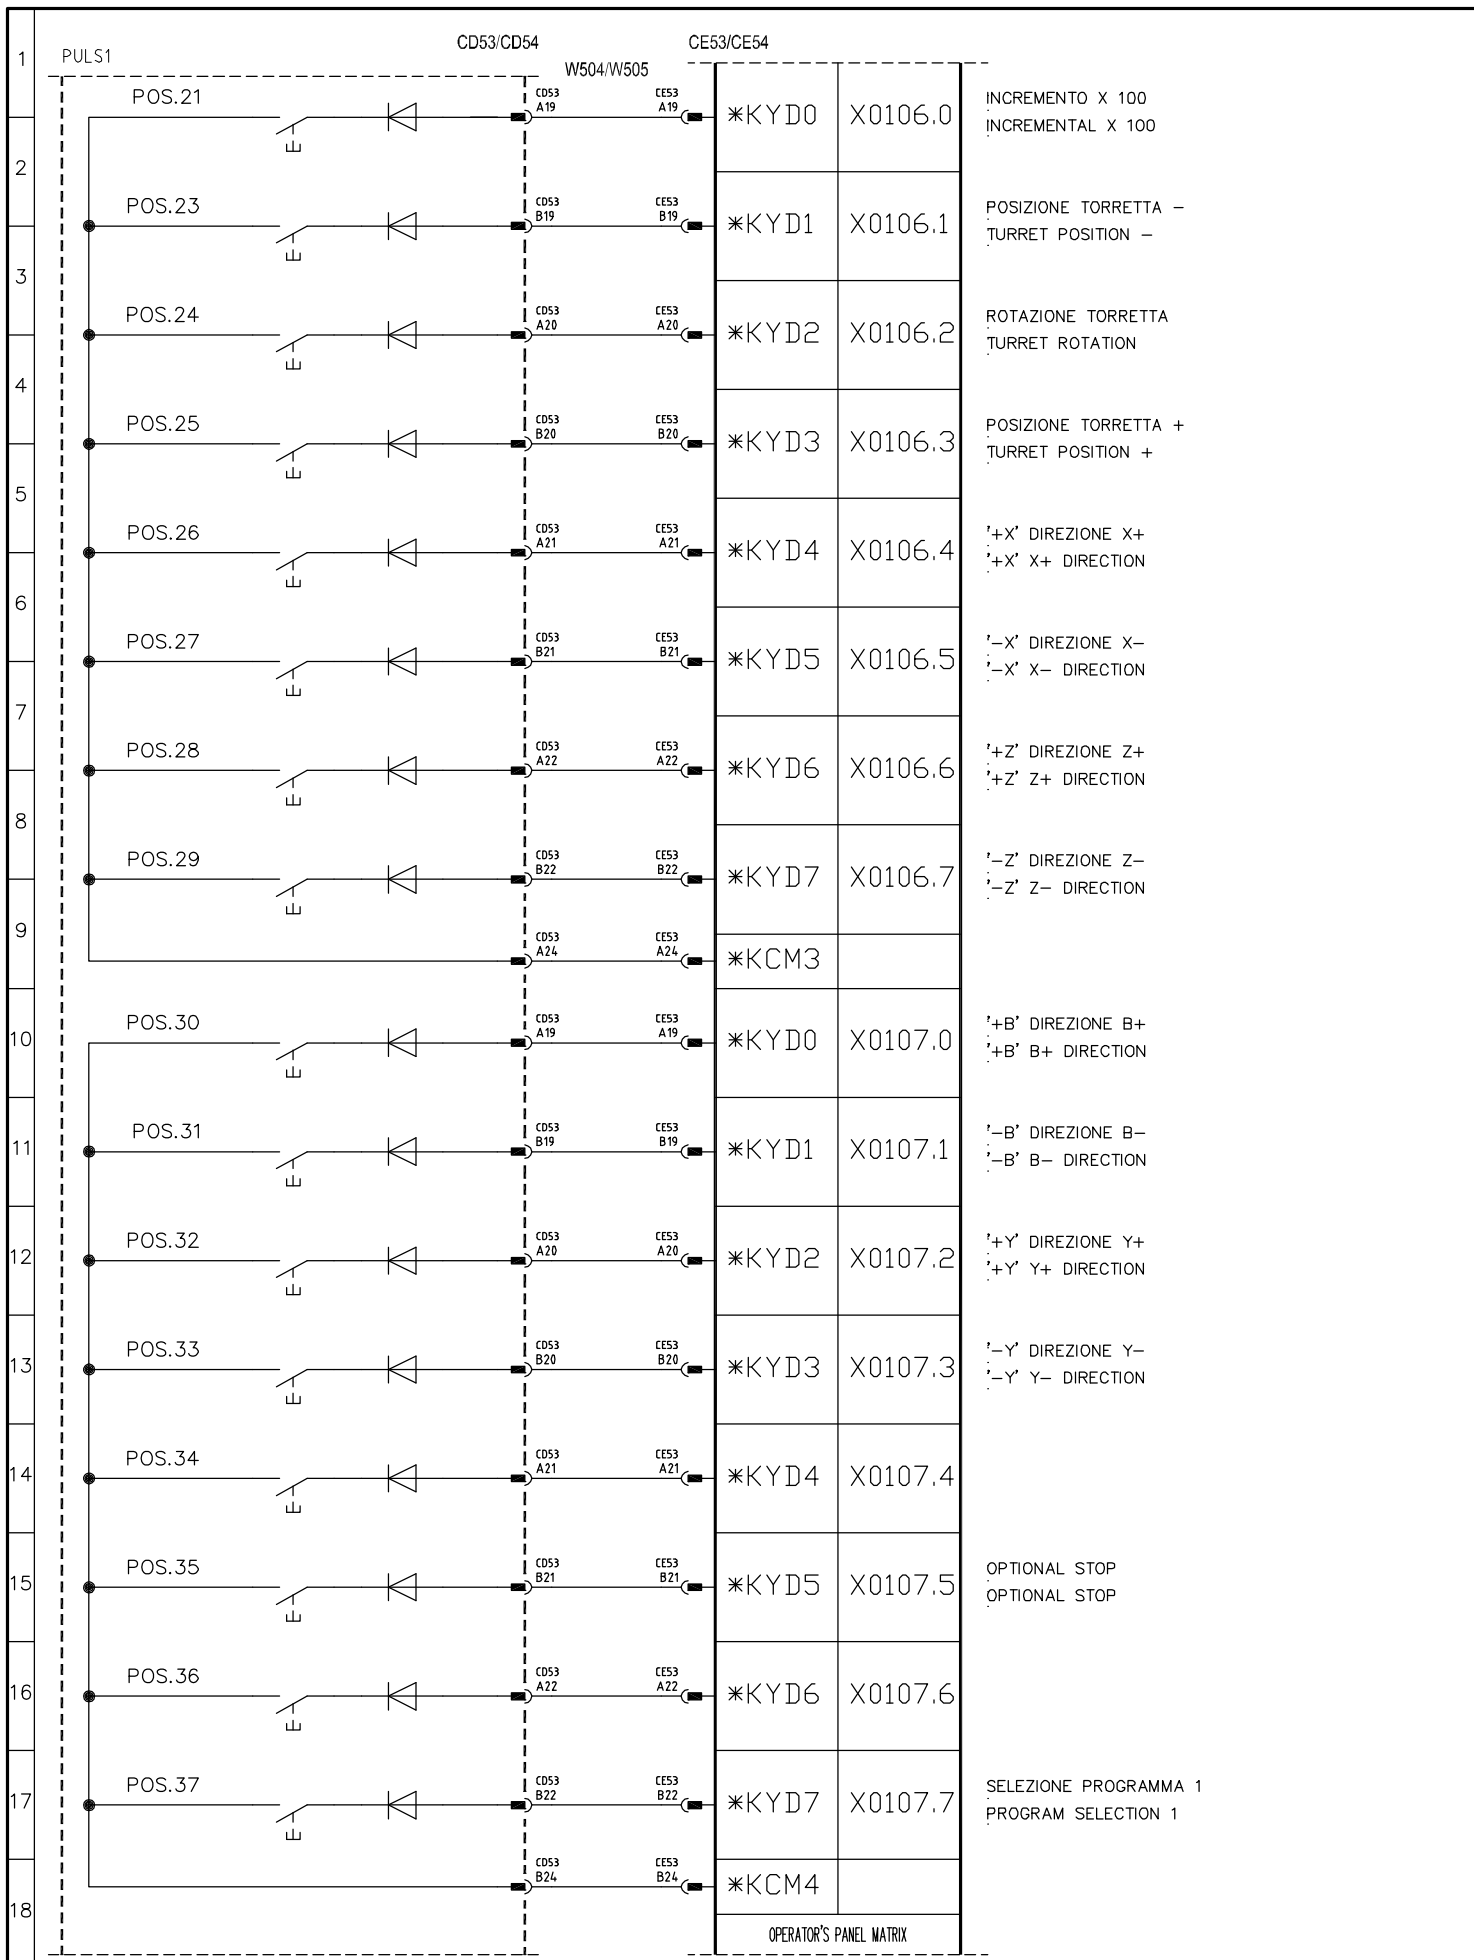 CD53/CD54 CE53/CE54
1 PULS1
W504/W505
POS.21 CD53 CE53 INCREMENTO X 100
A19 A19 *KYD0 X0106.0
INCREMENTAL X 100
2
POS.23 CD53 CE53 POSIZIONE TORRETTA -
B19 B19 *KYD1 X0106.1
TURRET POSITION -
3
POS.24 CD53 CE53 ROTAZIONE TORRETTA
A20 A20 *KYD2 X0106.2
TURRET ROTATION
4
POS.25 CD53 CE53 POSIZIONE TORRETTA +
B20 B20 *KYD3 X0106.3
TURRET POSITION +
5
POS.26 CD53 CE53 '+X' DIREZIONE X+
A21 A21 *KYD4 X0106.4
'+X' X+ DIRECTION
6
POS.27 CD53 CE53 '-X' DIREZIONE X-
B21 B21 *KYD5 X0106.5
'-X' X- DIRECTION
7
POS.28 CD53 CE53 '+Z' DIREZIONE Z+
A22 A22 *KYD6 X0106.6
'+Z' Z+ DIRECTION
8
POS.29 CD53 CE53 '-Z' DIREZIONE Z-
B22 B22 *KYD7 X0106.7
'-Z' Z- DIRECTION
9
CD53 CE53
A24 A24 *KCM3
POS.30 CD53 CE53 '+B' DIREZIONE B+
10 A19 A19 *KYD0 X0107.0
'+B' B+ DIRECTION
POS.31 CD53 CE53 '-B' DIREZIONE B-
11 B19 B19 *KYD1 X0107.1
'-B' B- DIRECTION
POS.32 CD53 CE53 '+Y' DIREZIONE Y+
12 A20 A20 *KYD2 X0107.2
'+Y' Y+ DIRECTION
POS.33 CD53 CE53 '-Y' DIREZIONE Y-
13 B20 B20 *KYD3 X0107.3
'-Y' Y- DIRECTION
POS.34 CD53 CE53
14 A21 A21 *KYD4 X0107.4
POS.35 CD53 CE53 OPTIONAL STOP
15 B21 B21 *KYD5 X0107.5
OPTIONAL STOP
POS.36 CD53 CE53
16 A22 A22 *KYD6 X0107.6
POS.37 CD53 CE53 SELEZIONE PROGRAMMA 1
17 B22 B22 *KYD7 X0107.7
PROGRAM SELECTION 1
CD53 CE53
B24 B24 *KCM4
18
OPERATOR'S PANEL MATRIX